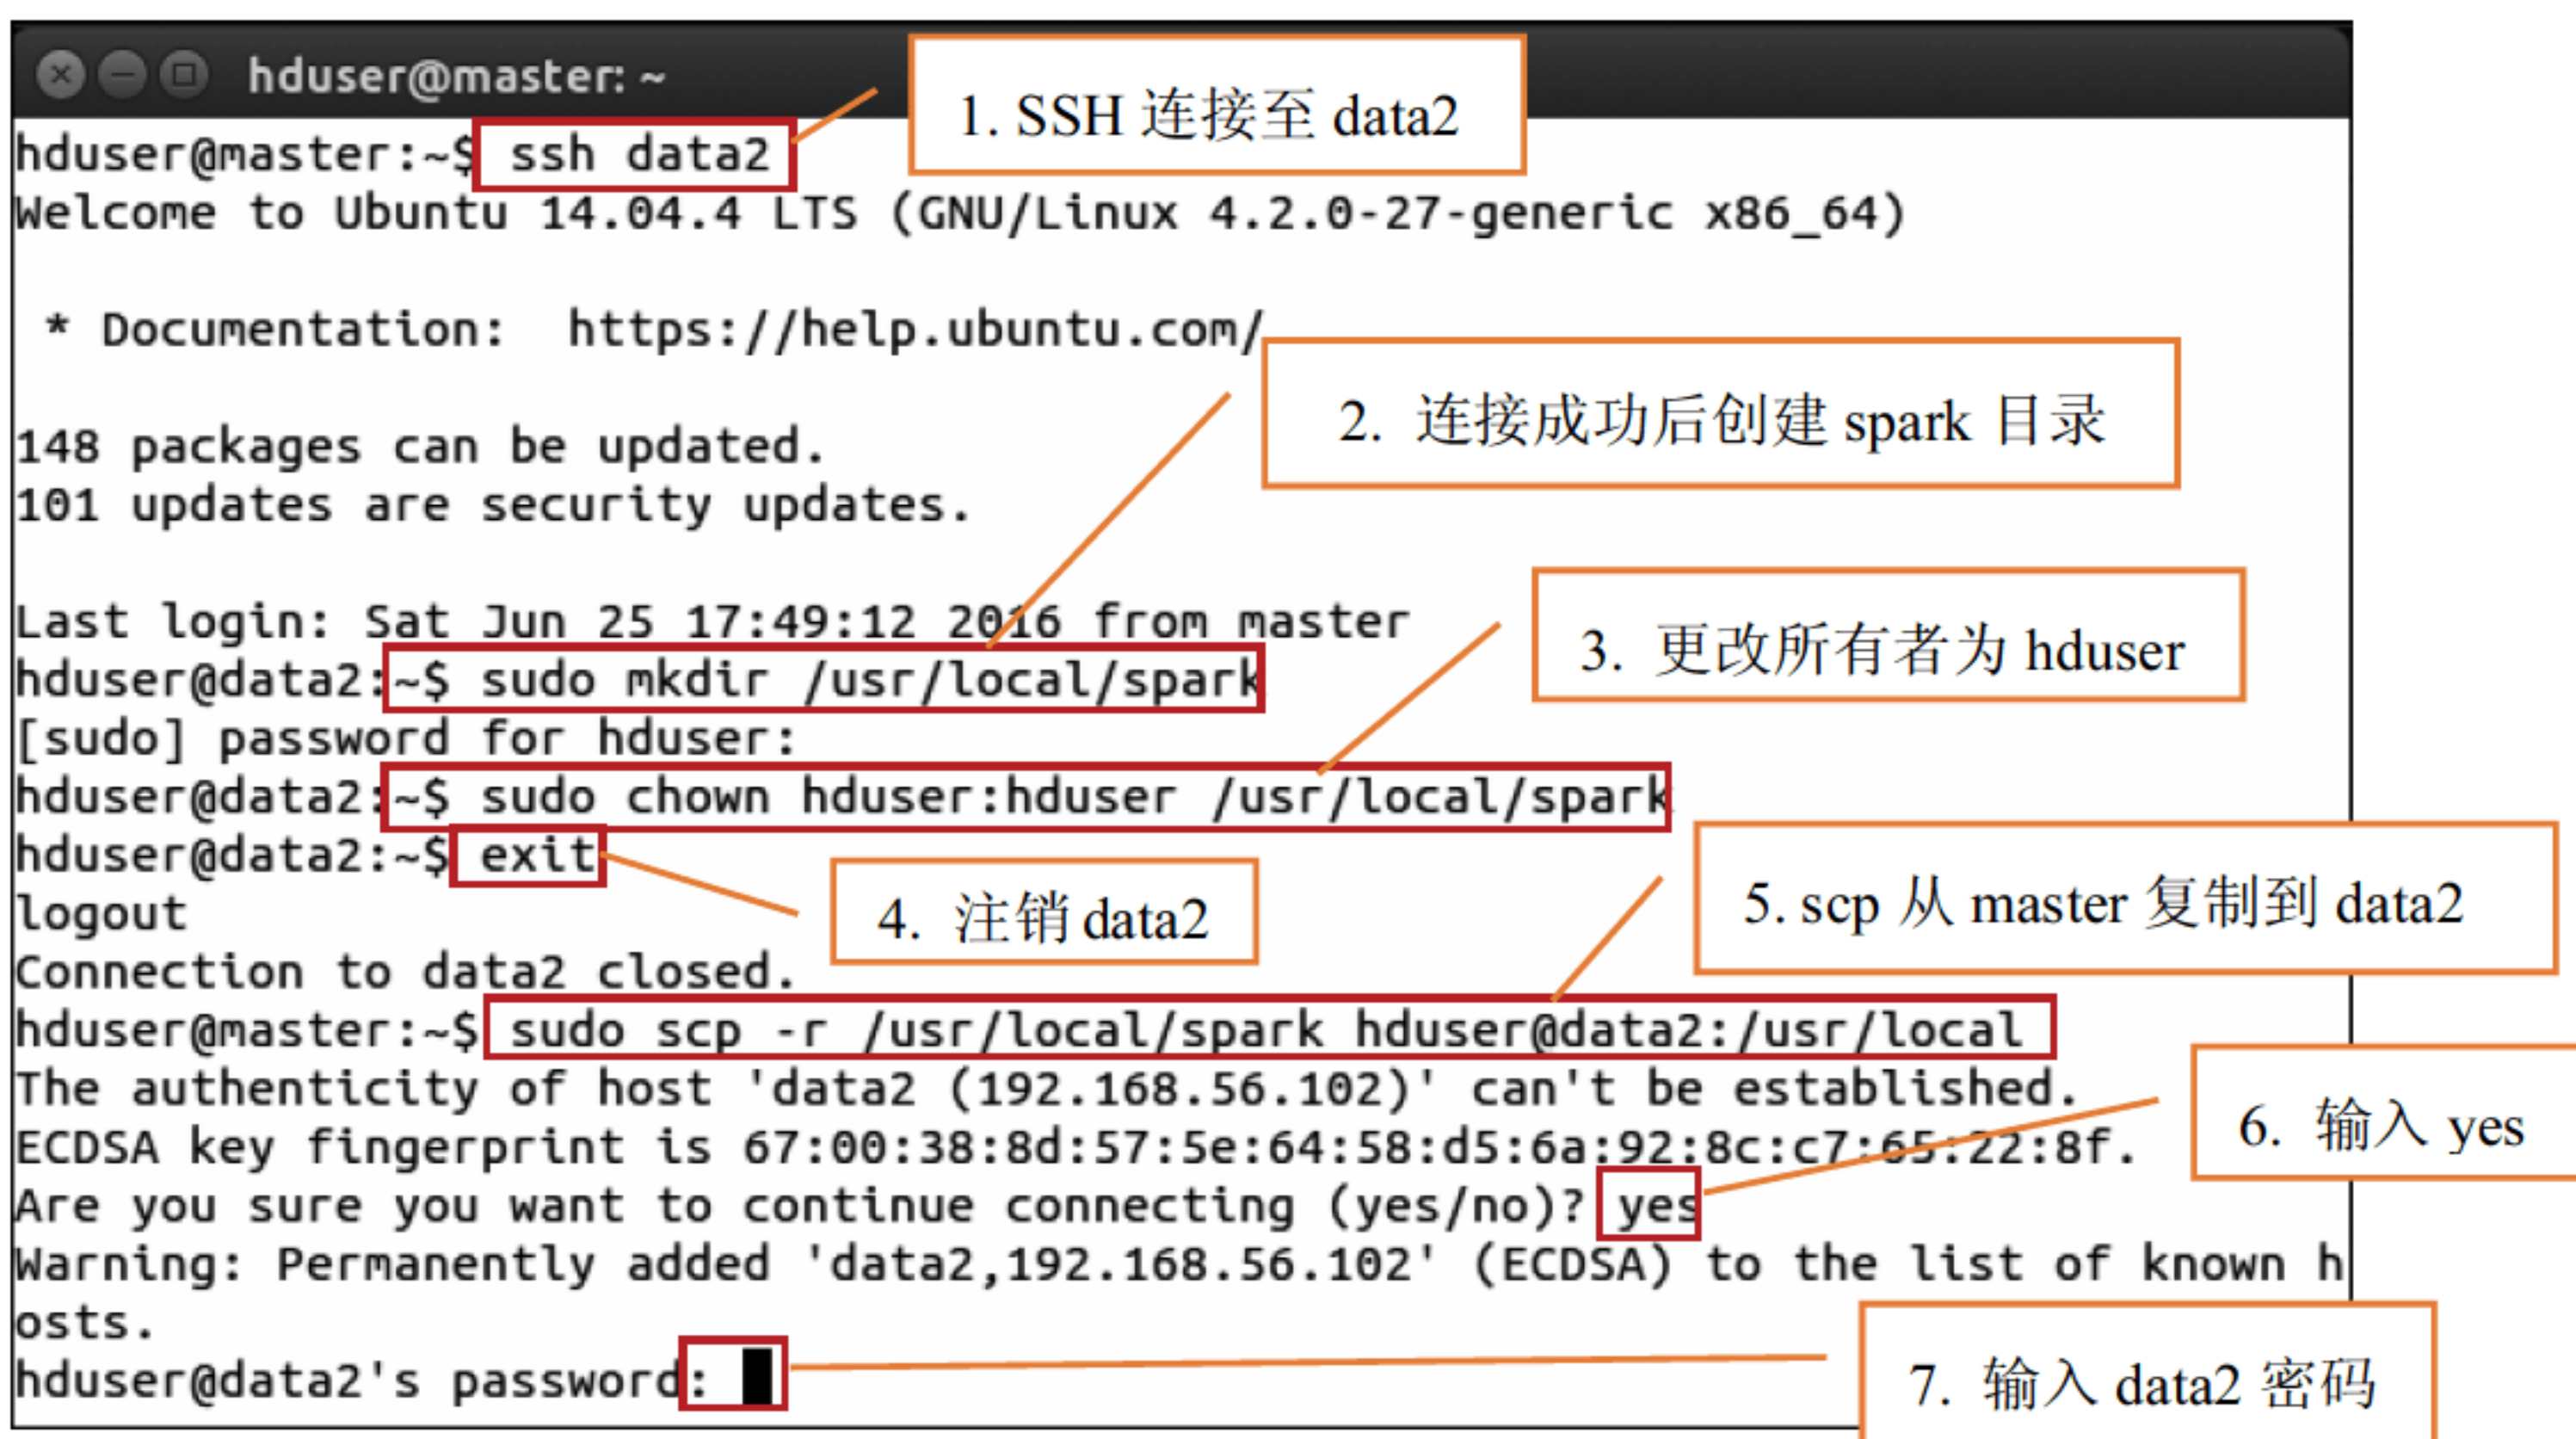 hduser@master: ~
1. SSH 连接至 data2
hduser@master:~$ ssh data2
Welcome to Ubuntu 14.04.4 LTS (GNU/Linux 4.2.0-27-generic x86_64)
* Documentation:  https://help.ubuntu.com/
2. 连接成功后创建 spark 目录
148 packages can be updated.
101 updates are security updates.
Last login: Sat Jun 25 17:49:12 2016 from master
3. 更改所有者为 hduser
hduser@data2:~$ sudo mkdir /usr/local/spark
[sudo] password for hduser:
hduser@data2:~$ sudo chown hduser:hduser /usr/local/spark
hduser@data2:~$ exit
4. 注销 data2
5. scp 从 master 复制到 data2
logout
Connection to data2 closed.
hduser@master:~$ sudo scp -r /usr/local/spark hduser@data2:/usr/local
The authenticity of host 'data2 (192.168.56.102)' can't be established.
6. 输入 yes
ECDSA key fingerprint is 67:00:38:8d:57:5e:64:58:d5:6a:92:8c:c7:65:22:8f.
Are you sure you want to continue connecting (yes/no)? yes
Warning: Permanently added 'data2,192.168.56.102' (ECDSA) to the list of known h
osts.
hduser@data2's password:
7. 输入 data2 密码